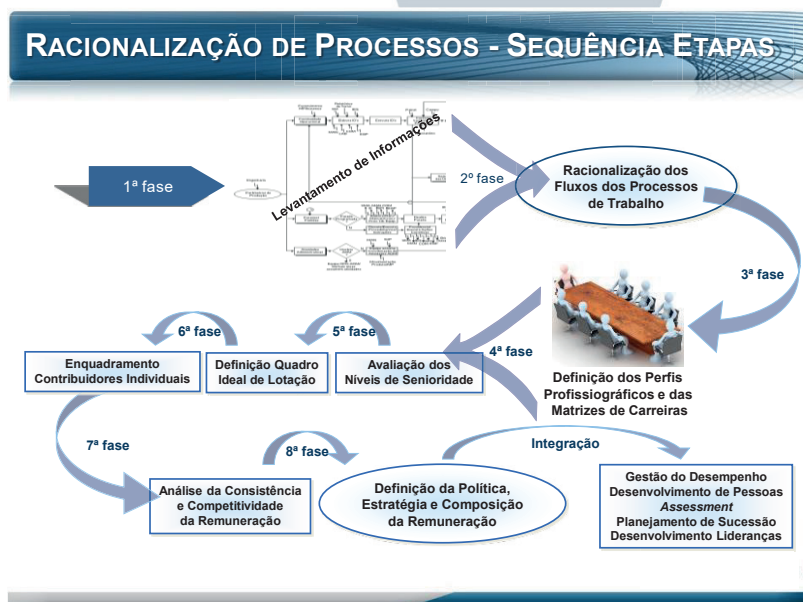 RACIONALIZAÇÃO DE PROCESSOS - SEQUÊNCIA ETAPAS
1ª fase
Levantamento de Informações
2º fase
Racionalização dos
Fluxos dos Processos
de Trabalho
3ª fase
Definição dos Perfis
Profissiográficos e das
Matrizes de Carreiras
4ª fase
Avaliação dos
Níveis de Senioridade
5ª fase
Definição Quadro
Ideal de Lotação
6ª fase
Enquadramento
Contribuidores Individuais
7ª fase
Análise da Consistência
e Competitividade
da Remuneração
8ª fase
Definição da Política,
Estratégia e Composição
da Remuneração
Integração
Gestão do Desempenho
Desenvolvimento de Pessoas
Assessment
Planejamento de Sucessão
Desenvolvimento Lideranças